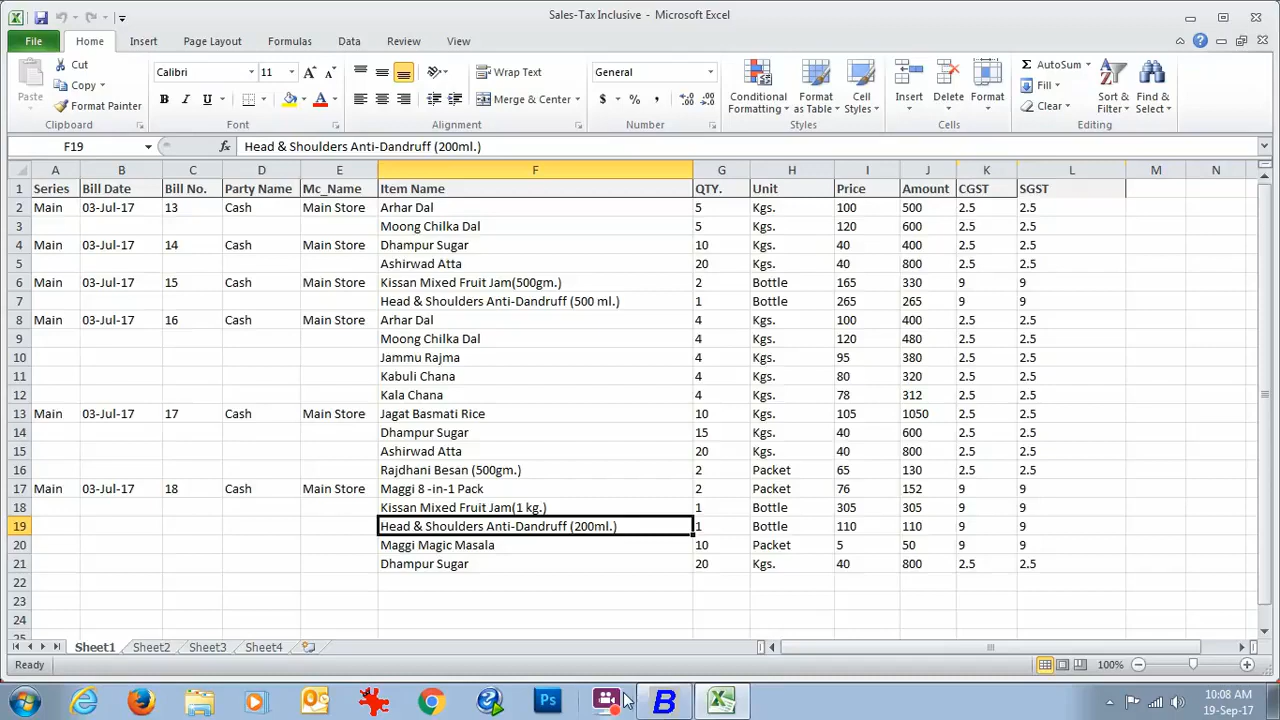 Sales-Tax Inclusive - Microsoft Excel
File Home Insert Page Layout Formulas Data Review View
Paste Cut Calibri 11 Wrap Text General Conditional Formatting Format as Table Cell Styles Insert Delete Format AutoSum Sort & Filter Find & Select
Copy Fill
Format Painter B I U A Merge & Center $ % , Clear
Clipboard Font Alignment Number Styles Cells Editing
F19 fx Head & Shoulders Anti-Dandruff (200ml.)
A B C D E F G H I J K L M N
1 Series Bill Date Bill No. Party Name Mc_Name Item Name QTY. Unit Price Amount CGST SGST
2 Main 03-Jul-17 13 Cash Main Store Arhar Dal 5 Kgs. 100 500 2.5 2.5
3 Moong Chilka Dal 5 Kgs. 120 600 2.5 2.5
4 Main 03-Jul-17 14 Cash Main Store Dhampur Sugar 10 Kgs. 40 400 2.5 2.5
5 Ashirwad Atta 20 Kgs. 40 800 2.5 2.5
6 Main 03-Jul-17 15 Cash Main Store Kissan Mixed Fruit Jam(500gm.) 2 Bottle 165 330 9 9
7 Head & Shoulders Anti-Dandruff (500 ml.) 1 Bottle 265 265 9 9
8 Main 03-Jul-17 16 Cash Main Store Arhar Dal 4 Kgs. 100 400 2.5 2.5
9 Moong Chilka Dal 4 Kgs. 120 480 2.5 2.5
10 Jammu Rajma 4 Kgs. 95 380 2.5 2.5
11 Kabuli Chana 4 Kgs. 80 320 2.5 2.5
12 Kala Chana 4 Kgs. 78 312 2.5 2.5
13 Main 03-Jul-17 17 Cash Main Store Jagat Basmati Rice 10 Kgs. 105 1050 2.5 2.5
14 Dhampur Sugar 15 Kgs. 40 600 2.5 2.5
15 Ashirwad Atta 20 Kgs. 40 800 2.5 2.5
16 Rajdhani Besan (500gm.) 2 Packet 65 130 2.5 2.5
17 Main 03-Jul-17 18 Cash Main Store Maggi 8 -in-1 Pack 2 Packet 76 152 9 9
18 Kissan Mixed Fruit Jam(1 kg.) 1 Bottle 305 305 9 9
19 Head & Shoulders Anti-Dandruff (200ml.) 1 Bottle 110 110 9 9
20 Maggi Magic Masala 10 Packet 5 50 9 9
21 Dhampur Sugar 20 Kgs. 40 800 2.5 2.5
22
23
24
Sheet1 Sheet2 Sheet3 Sheet4
Ready 100%
Ps B 10:08 AM
19-Sep-17